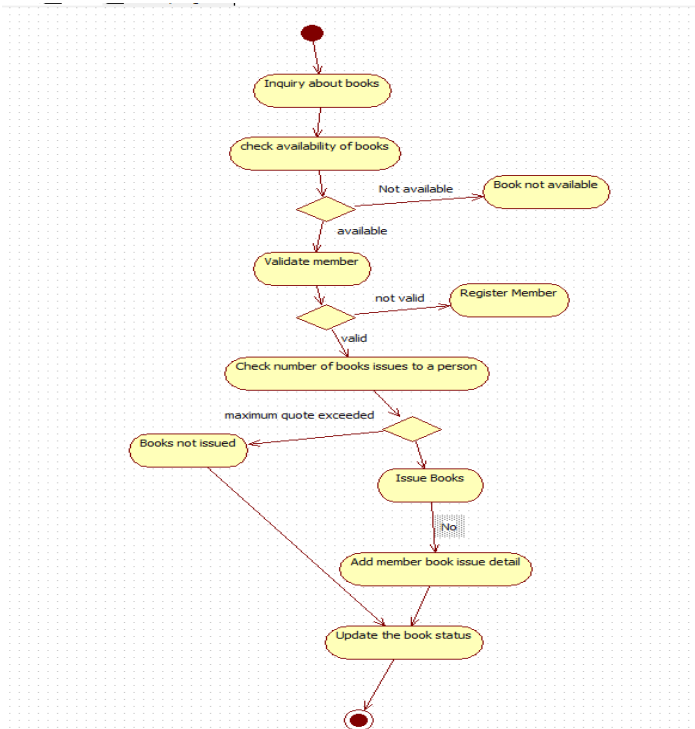 Inquiry about books
check availability of books
Not available
Book not available
available
Validate member
not valid
Register Member
valid
Check number of books issues to a person
maximum quote exceeded
Books not issued
Issue Books
No
Add member book issue detail
Update the book status